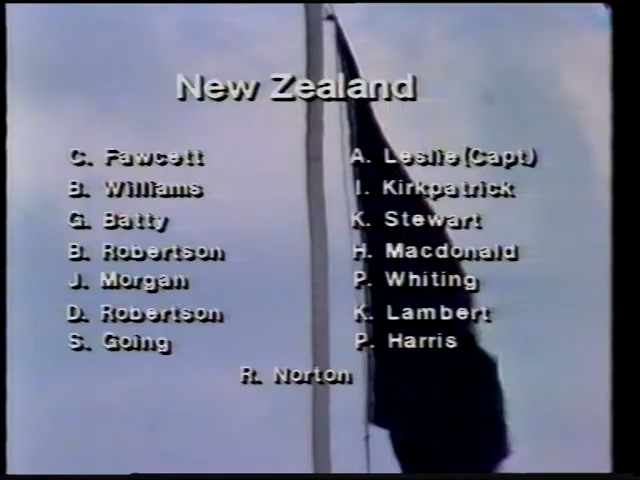 New Zealand
C. Fawcett
B. Williams
G. Batty
B. Robertson
J. Morgan
D. Robertson
S. Going
A. Leslie (Capt)
I. Kirkpatrick
K. Stewart
H. Macdonald
P. Whiting
K. Lambert
P. Harris
R. Norton